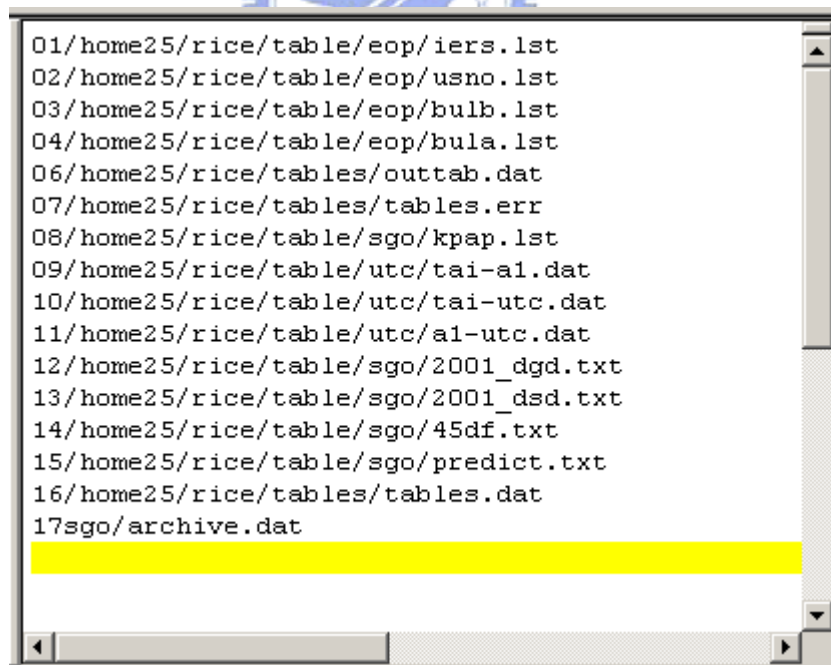 01/home25/rice/table/eop/iers.lst
02/home25/rice/table/eop/usno.lst
03/home25/rice/table/eop/bulb.lst
04/home25/rice/table/eop/bula.lst
06/home25/rice/tables/outtab.dat
07/home25/rice/tables/tables.err
08/home25/rice/table/sgo/kpap.lst
09/home25/rice/table/utc/tai-a1.dat
10/home25/rice/table/utc/tai-utc.dat
11/home25/rice/table/utc/a1-utc.dat
12/home25/rice/table/sgo/2001_dgd.txt
13/home25/rice/table/sgo/2001_dsd.txt
14/home25/rice/table/sgo/45df.txt
15/home25/rice/table/sgo/predict.txt
16/home25/rice/tables/tables.dat
17sgo/archive.dat